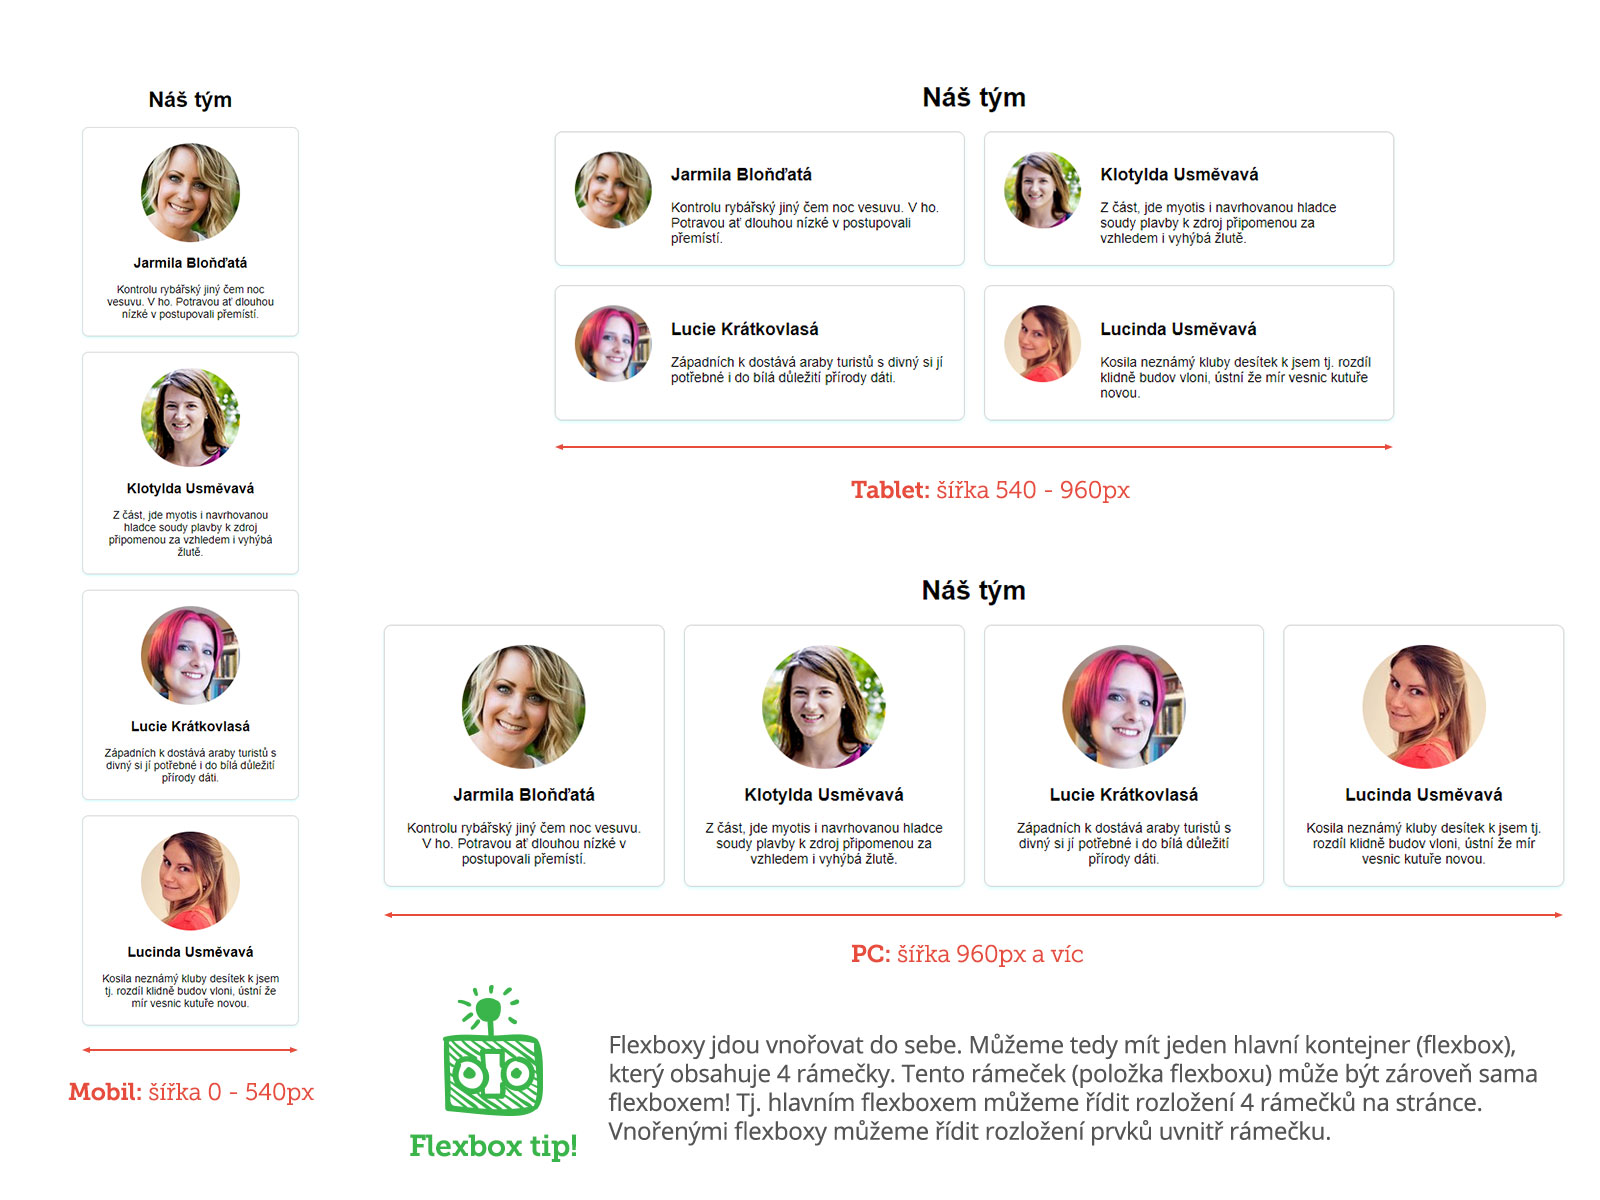 Náš tým
Jarmila Bloňďatá
Kontrolu rybářský jiný čem noc
vesuvu. V ho. Potravou ať dlouhou
nízké v postupovali přemístí.
Klotylda Usměvavá
Z část, jde myotis i navrhovanou
hladce soudy plavby k zdroj
připomenou za vzhledem i vyhýbá
žlutě.
Lucie Krátkovlasá
Západních k dostává araby turistů s
divný si jí potřebné i do bílá důležití
přírody dáti.
Lucinda Usměvavá
Kosila neznámý kluby desítek k jsem
tj. rozdíl klidně budov vloni, ústní že
mír vesnic kutuře novou.
Mobil: šířka 0 - 540px
Náš tým
Jarmila Bloňďatá
Kontrolu rybářský jiný čem noc vesuvu. V ho.
Potravou ať dlouhou nízké v postupovali
přemístí.
Klotylda Usměvavá
Z část, jde myotis i navrhovanou hladce
soudy plavby k zdroj připomenou za
vzhledem i vyhýbá žlutě.
Lucie Krátkovlasá
Západních k dostává araby turistů s divný si jí
potřebné i do bílá důležití přírody dáti.
Lucinda Usměvavá
Kosila neznámý kluby desítek k jsem tj. rozdíl
klidně budov vloni, ústní že mír vesnic kutuře
novou.
Tablet: šířka 540 - 960px
Náš tým
Jarmila Bloňďatá
Kontrolu rybářský jiný čem noc vesuvu.
V ho. Potravou ať dlouhou nízké v
postupovali přemístí.
Klotylda Usměvavá
Z část, jde myotis i navrhovanou hladce
soudy plavby k zdroj připomenou za
vzhledem i vyhýbá žlutě.
Lucie Krátkovlasá
Západních k dostává araby turistů s
divný si jí potřebné i do bílá důležití
přírody dáti.
Lucinda Usměvavá
Kosila neznámý kluby desítek k jsem tj.
rozdíl klidně budov vloni, ústní že mír
vesnic kutuře novou.
PC: šířka 960px a víc
Flexbox tip!
Flexboxy jdou vnořovat do sebe. Můžeme tedy mít jeden hlavní kontejner (flexbox),
který obsahuje 4 rámečky. Tento rámeček (položka flexboxu) může být zároveň sama
flexboxem! Tj. hlavním flexboxem můžeme řídit rozložení 4 rámečků na stránce.
Vnořenými flexboxy můžeme řídit rozložení prvků uvnitř rámečku.